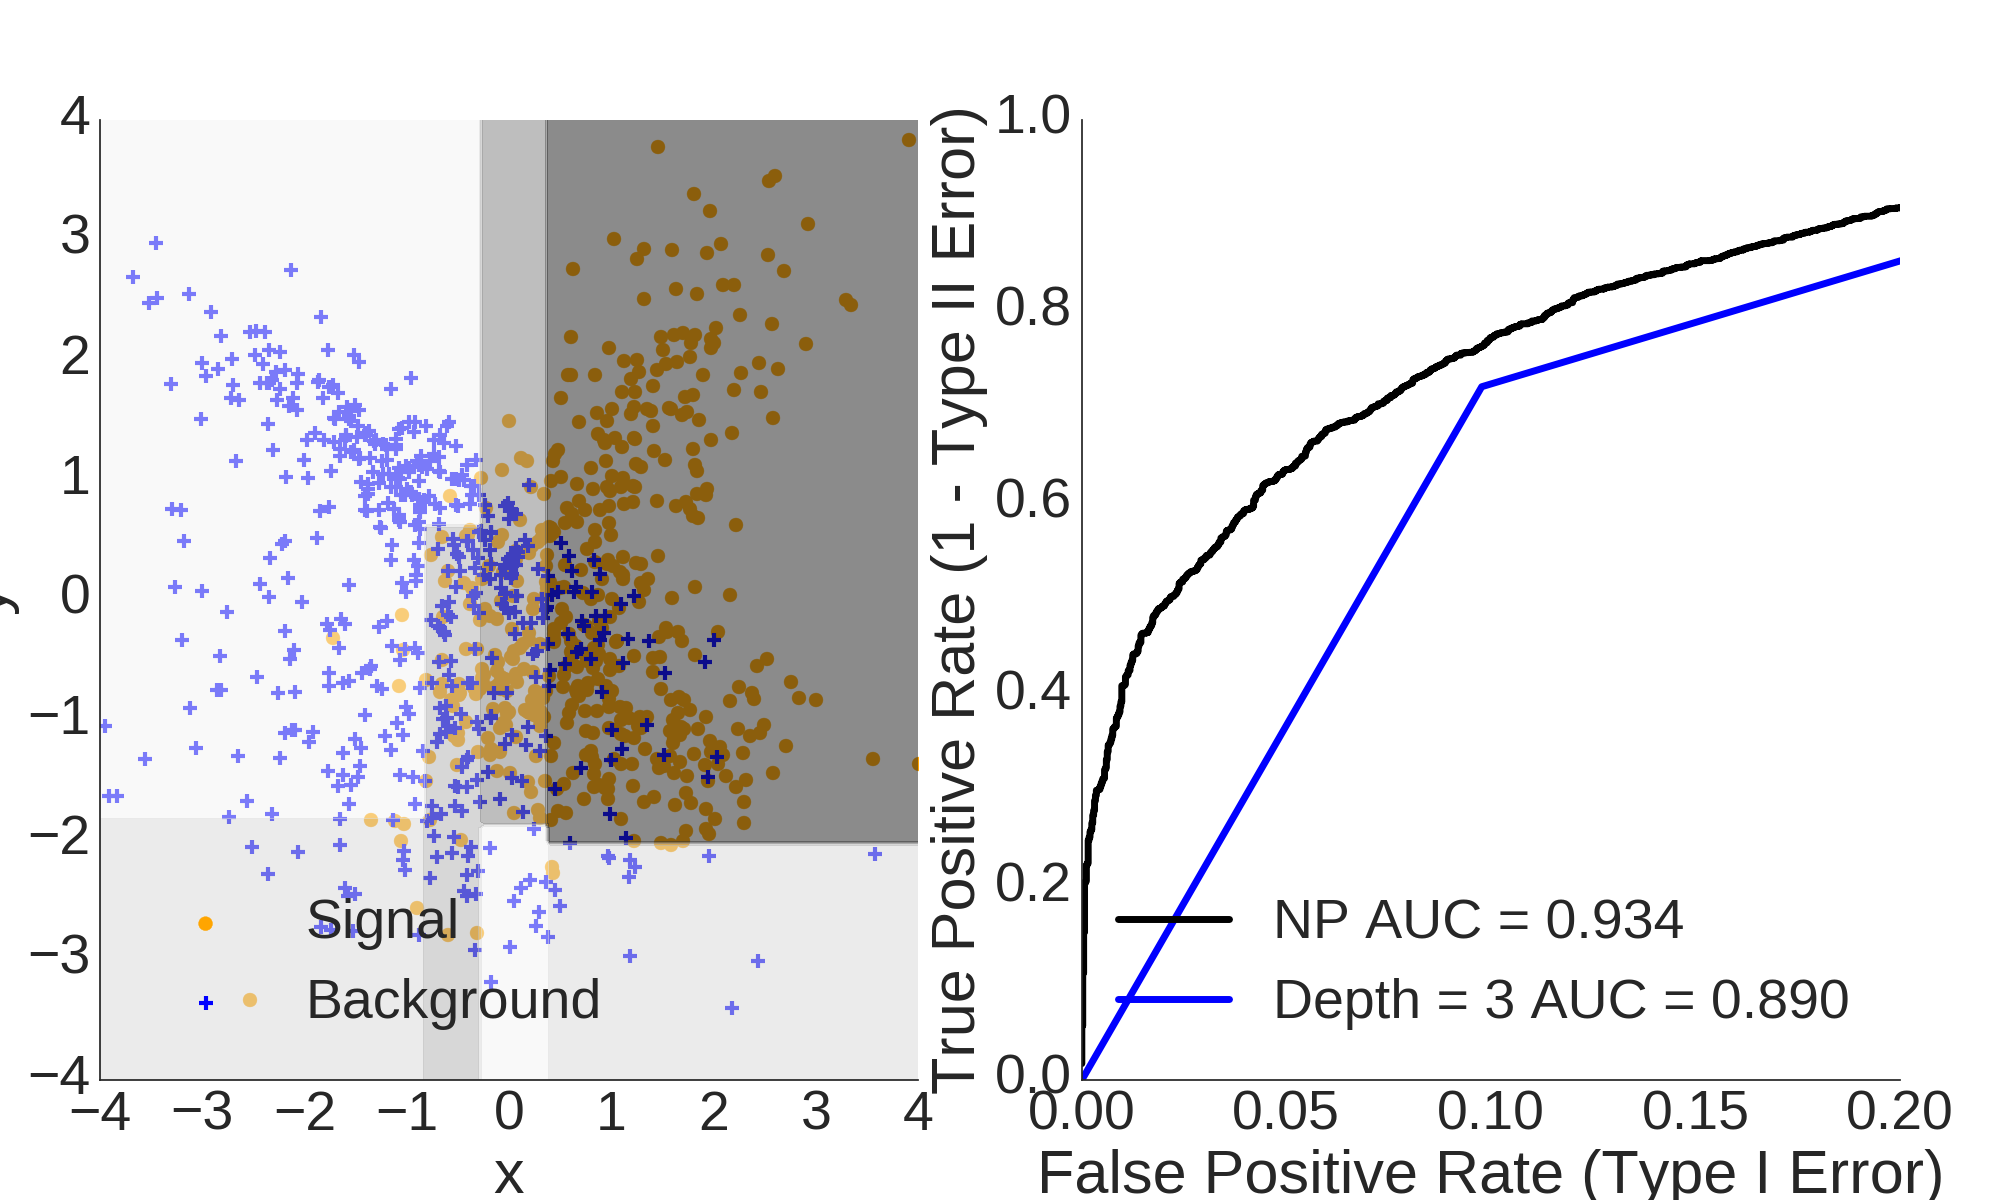 4
3
2
1
0
−1
−2
−3
−4
−4 −3 −2 −1 0 1 2 3 4
x
Signal
Background
True Positive Rate (1 - Type II Error)
1.0
0.8
0.6
0.4
0.2
0.0
0.00 0.05 0.10 0.15 0.20
False Positive Rate (Type I Error)
NP AUC = 0.934
Depth = 3 AUC = 0.890